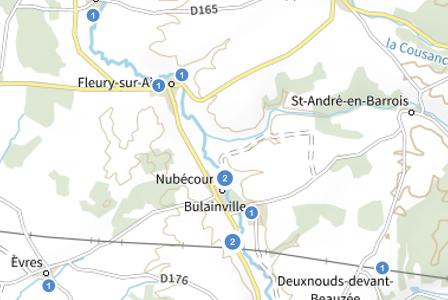 D165
1
la Cousanc
Fleury-sur-A
1
1
St-André-en-Barrois
Nubécour
2
Bulainville
1
2
Èvres
1
D176
1
Deuxnouds-devant-
Beauzée